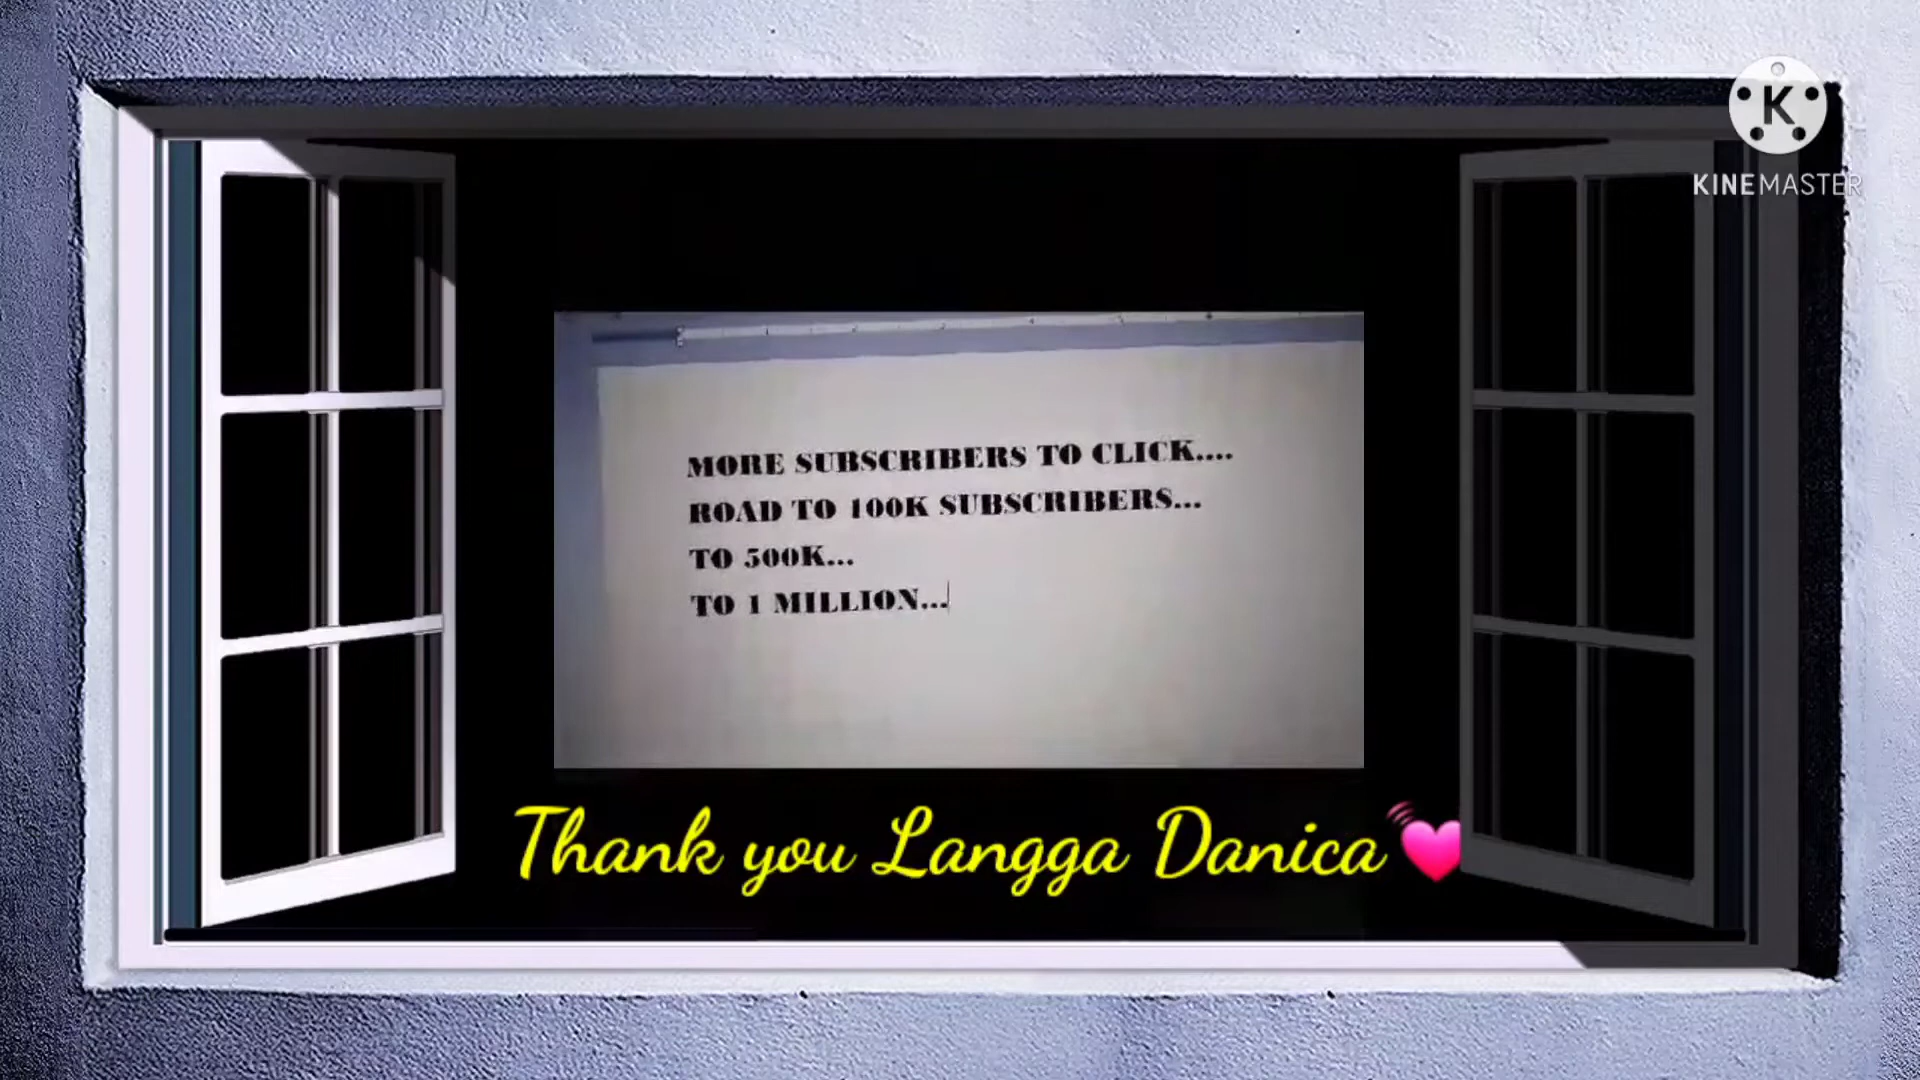 KINEMASTER
MORE SUBSCRIBERS TO CLICK....
ROAD TO 100K SUBSCRIBERS...
TO 500K...
TO 1 MILLION...
Thank you Langga Danica💓